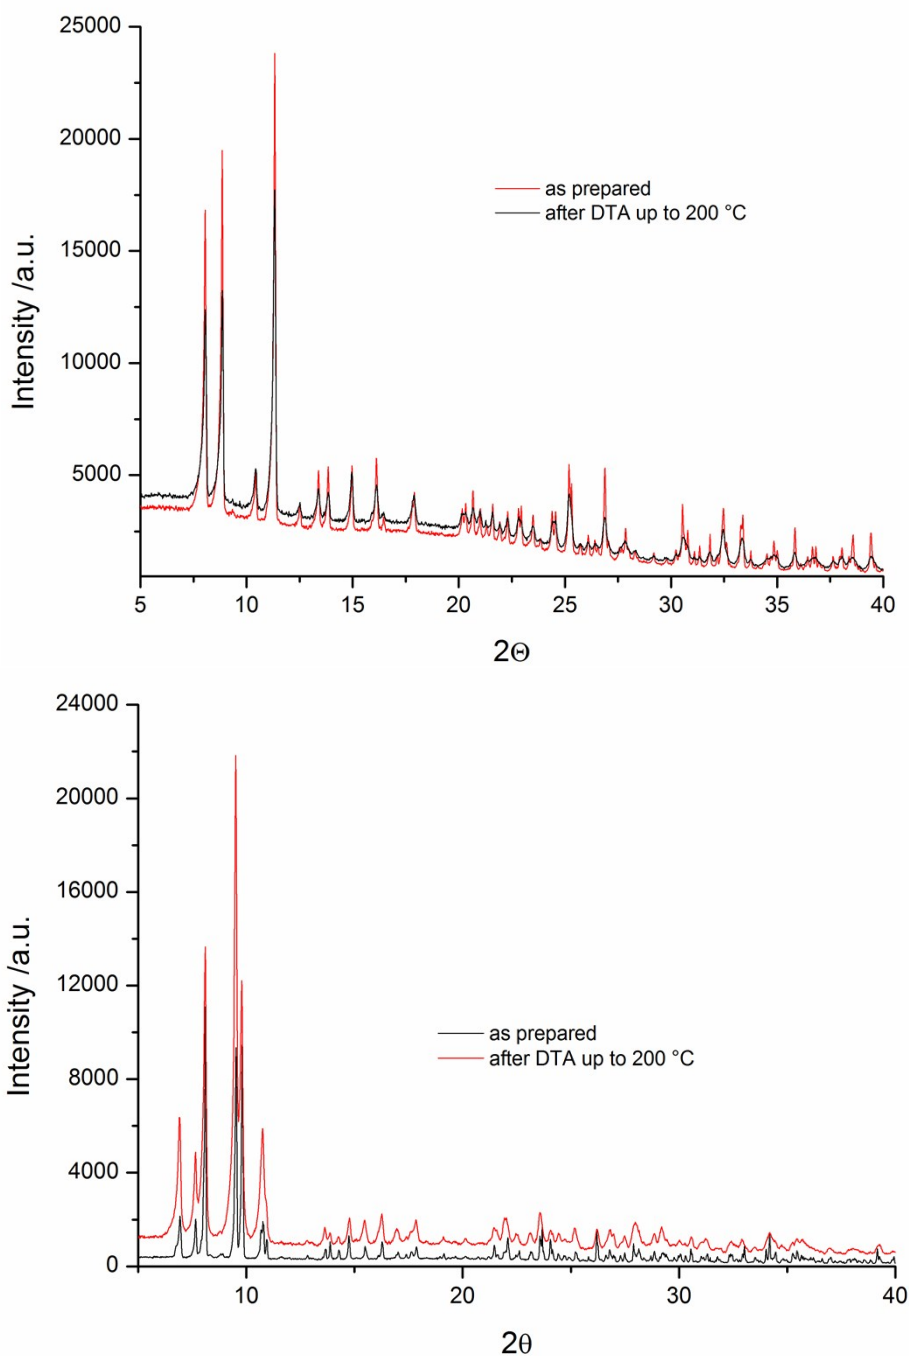 25000
20000
15000
10000
5000
Intensity /a.u.
as prepared
after DTA up to 200 °C
5 10 15 20 25 30 35 40
2Θ
24000
20000
16000
12000
8000
4000
0
Intensity /a.u.
as prepared
after DTA up to 200 °C
10 20 30 40
2θ